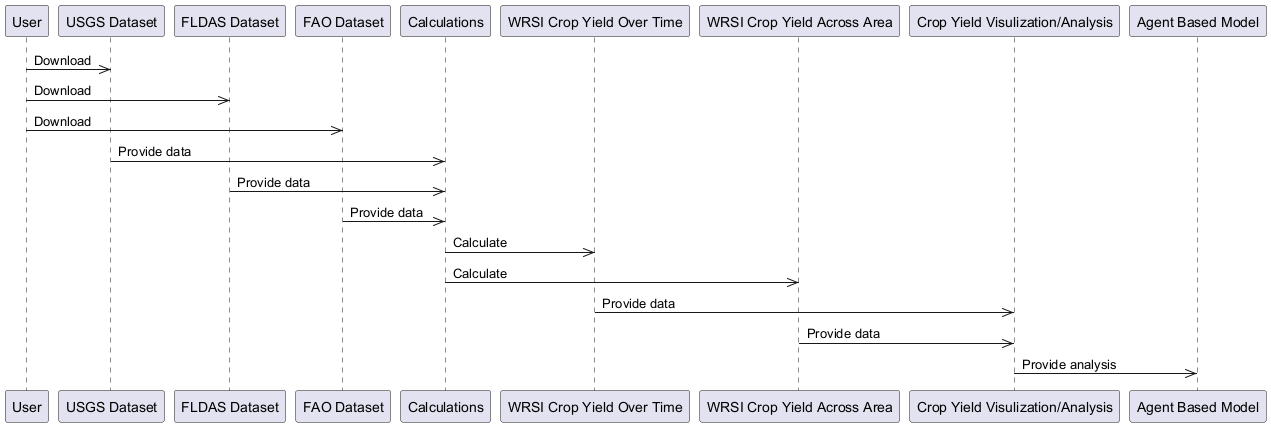 User
USGS Dataset
FLDAS Dataset
FAO Dataset
Calculations
WRSI Crop Yield Over Time
WRSI Crop Yield Across Area
Crop Yield Visulization/Analysis
Agent Based Model
Download
Download
Download
Provide data
Provide data
Provide data
Calculate
Calculate
Provide data
Provide data
Provide analysis
User
USGS Dataset
FLDAS Dataset
FAO Dataset
Calculations
WRSI Crop Yield Over Time
WRSI Crop Yield Across Area
Crop Yield Visulization/Analysis
Agent Based Model